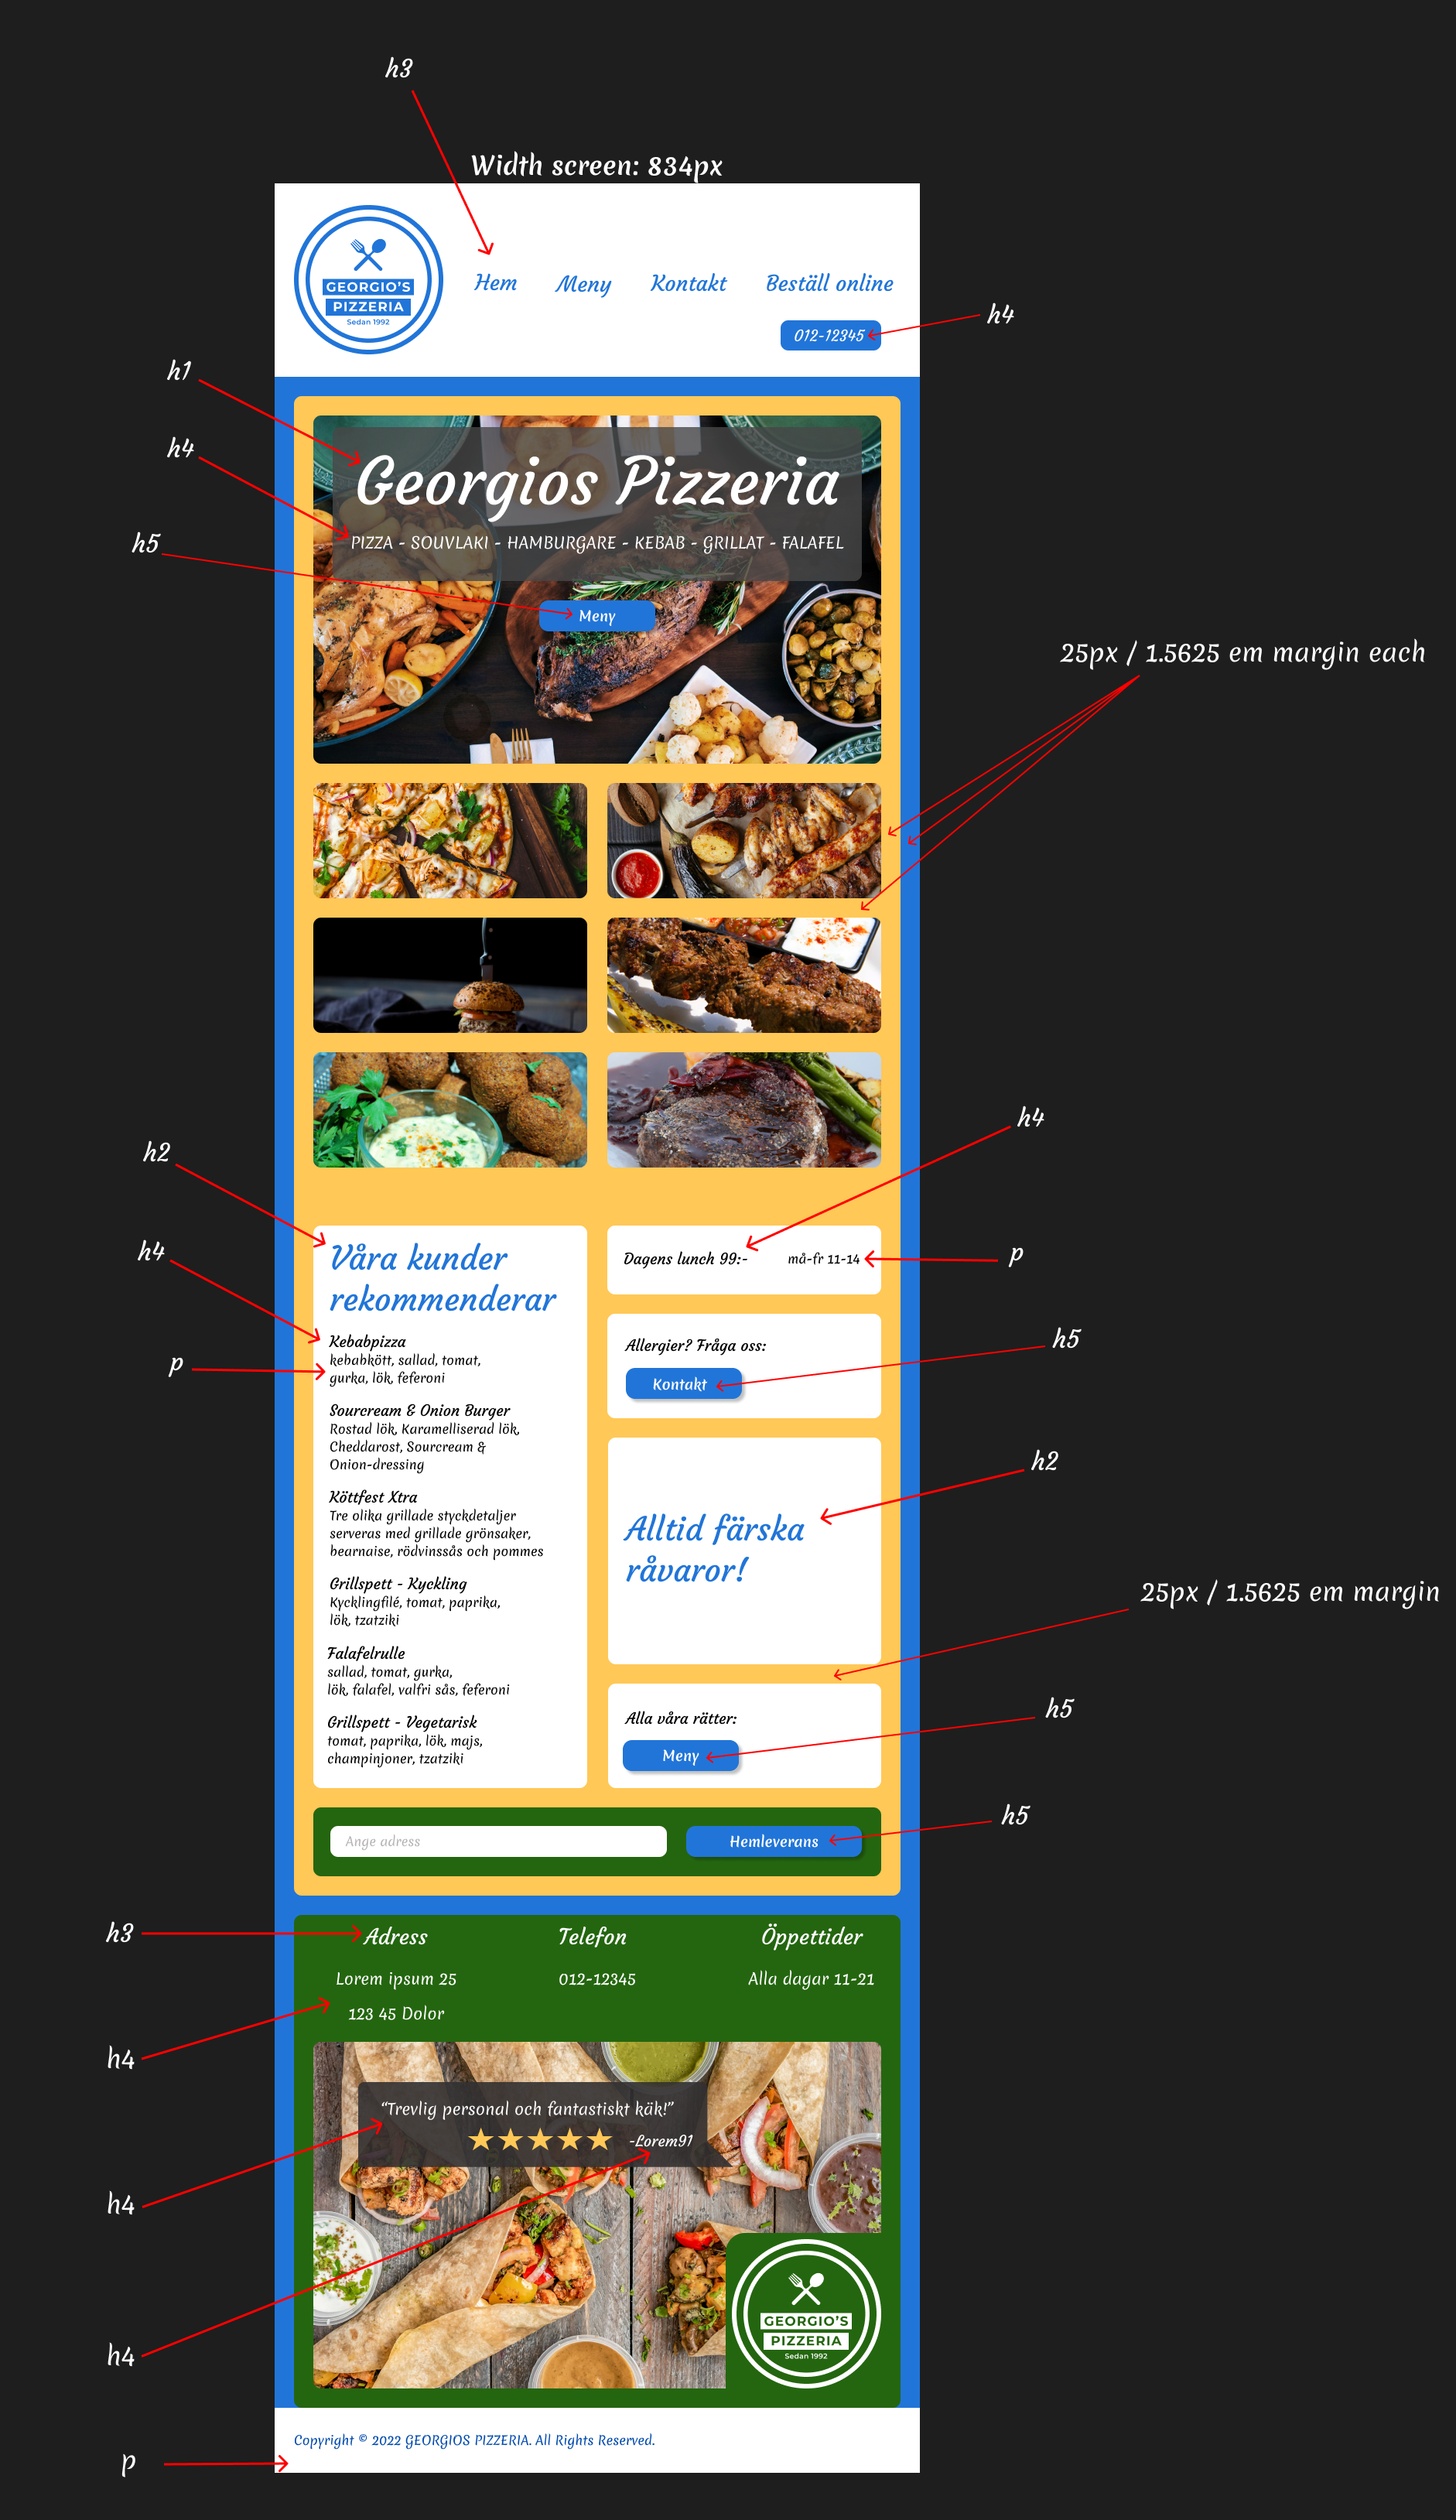 h3
Width screen: 834px
GEORGIO'S
PIZZERIA
Sedan 1992
Hem Meny Kontakt Beställ online
012-12345
h4
h1
h4
Georgios Pizzeria
PIZZA - SOUVLAKI - HAMBURGARE - KEBAB - GRILLAT - FALAFEL
h5
Meny
25px / 1.5625 em margin each
h2
h4
Våra kunder
rekommenderar
h4
Kebabpizza
p
kebabkött, sallad, tomat,
gurka, lök, feferoni
Sourcream & Onion Burger
Rostad lök, Karamelliserad lök,
Cheddarost, Sourcream &
Onion-dressing
Köttfest Xtra
Tre olika grillade styckdetaljer
serveras med grillade grönsaker,
bearnaise, rödvinssås och pommes
Grillspett - Kyckling
Kycklingfilé, tomat, paprika,
lök, tzatziki
Falafelrulle
sallad, tomat, gurka,
lök, falafel, valfri sås, feferoni
Grillspett - Vegetarisk
tomat, paprika, lök, majs,
champinjoner, tzatziki
Dagens lunch 99:- må-fr 11-14
p
Allergier? Fråga oss:
h5
Kontakt
h2
Alltid färska
råvaror!
25px / 1.5625 em margin
Alla våra rätter:
h5
Meny
h5
Ange adress
Hemleverans
h3
Adress Telefon Öppettider
Lorem ipsum 25 012-12345 Alla dagar 11-21
123 45 Dolor
h4
“Trevlig personal och fantastiskt käk!”
-Lorem91
h4
GEORGIO'S
PIZZERIA
Sedan 1992
h4
Copyright © 2022 GEORGIOS PIZZERIA. All Rights Reserved.
p